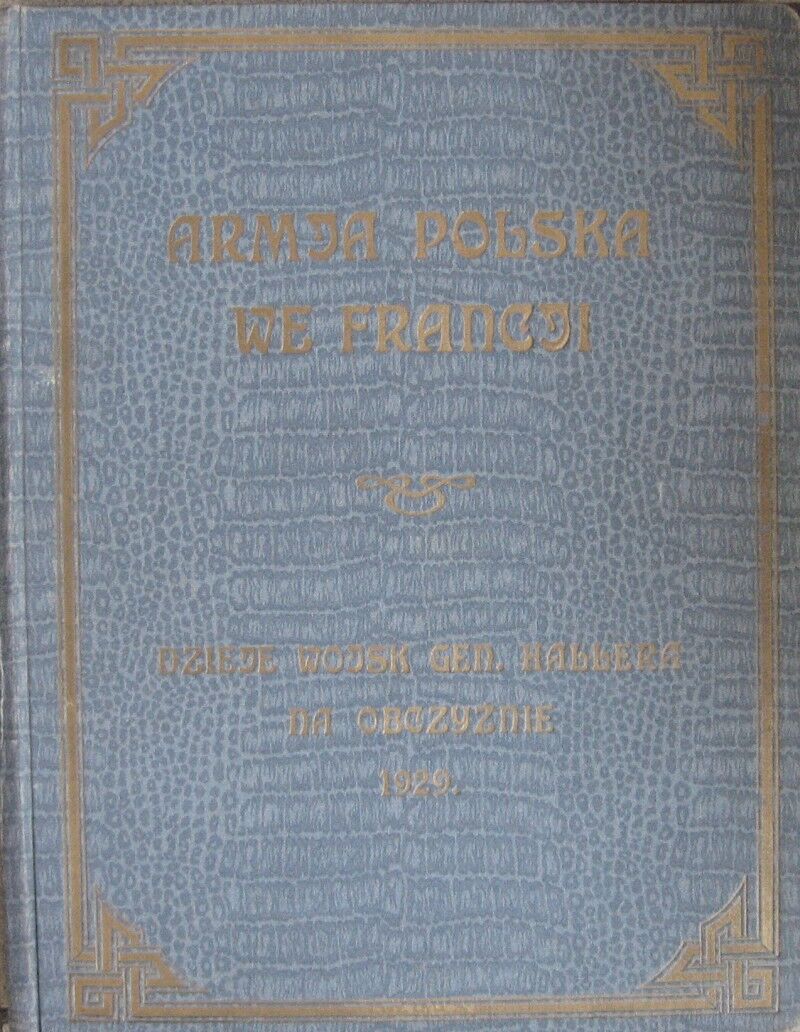 ARMJA POLSKA
WE FRANCJI
DZIEJE WOJSK GEN. HALLERA
NA OBCZYŹNIE
1929.